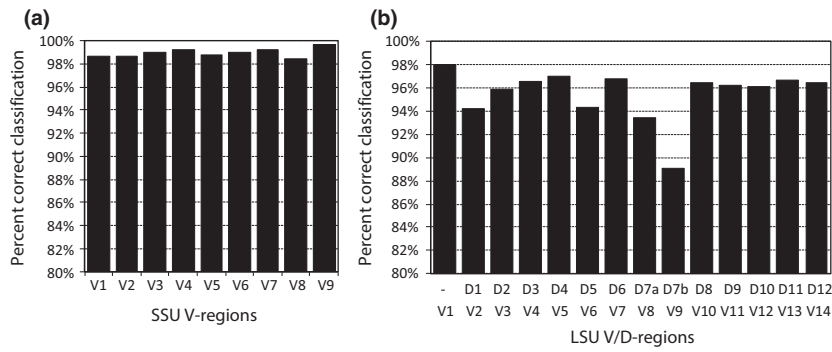 (a)
Percent correct classification
100%
98%
96%
94%
92%
90%
88%
86%
84%
82%
80%
V1 V2 V3 V4 V5 V6 V7 V8 V9
SSU V-regions
(b)
Percent correct classification
100%
98%
96%
94%
92%
90%
88%
86%
84%
82%
80%
- D1 D2 D3 D4 D5 D6 D7a D7b D8 D9 D10 D11 D12
V1 V2 V3 V4 V5 V6 V7 V8 V9 V10 V11 V12 V13 V14
LSU V/D-regions